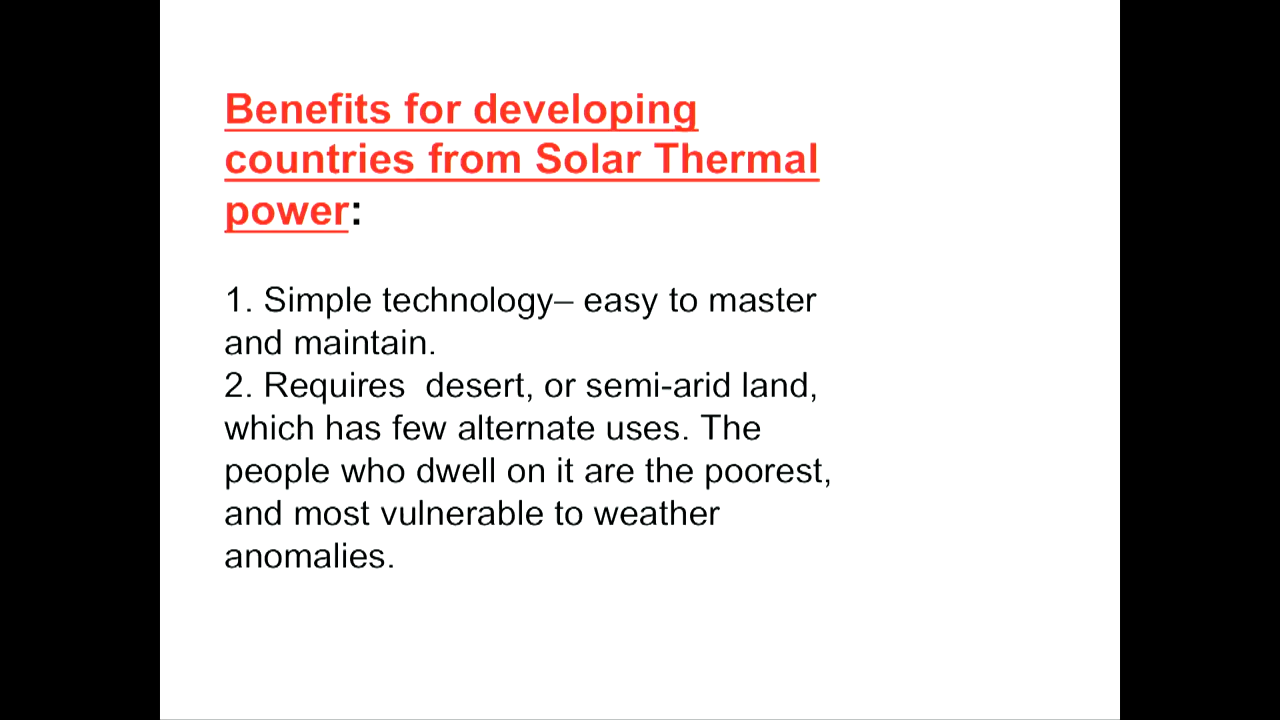 Benefits for developing
countries from Solar Thermal
power:
1. Simple technology– easy to master
and maintain.
2. Requires  desert, or semi-arid land,
which has few alternate uses. The
people who dwell on it are the poorest,
and most vulnerable to weather
anomalies.